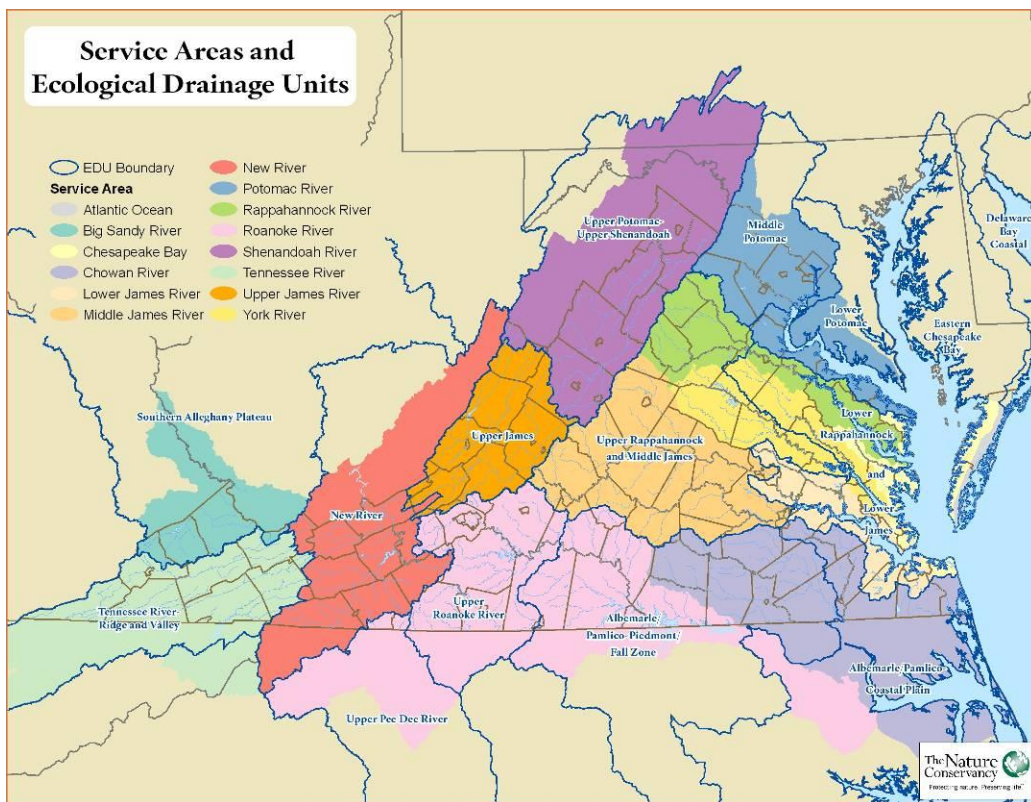 Service Areas and
Ecological Drainage Units
EDU Boundary
Service Area
Atlantic Ocean
Big Sandy River
Chesapeake Bay
Chowan River
Lower James River
Middle James River
New River
Potomac River
Rappahannock River
Roanoke River
Shenandoah River
Tennessee River
Upper James River
York River
Upper Potomac-
Upper Shenandoah
Middle
Potomac
Delaware
Bay
Coastal
Lower
Potomac
Eastern
Chesapeake
Bay
Southern Alleghany Plateau
Upper James
Upper Rappahannock
and Middle James
Lower
Rappahannock
and
Lower
James
New River
Tennessee River-
Ridge and Valley
Upper
Roanoke River
Albemarle/
Pamlico-Piedmont/
Fall Zone
Albemarle/Pamlico-
Coastal Plain
Upper Pee Dee River
The Nature
Conservancy
Protecting nature. Preserving life.™